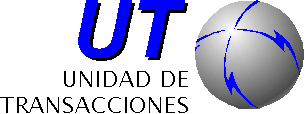 UT
UNIDAD DE
TRANSACCIONES